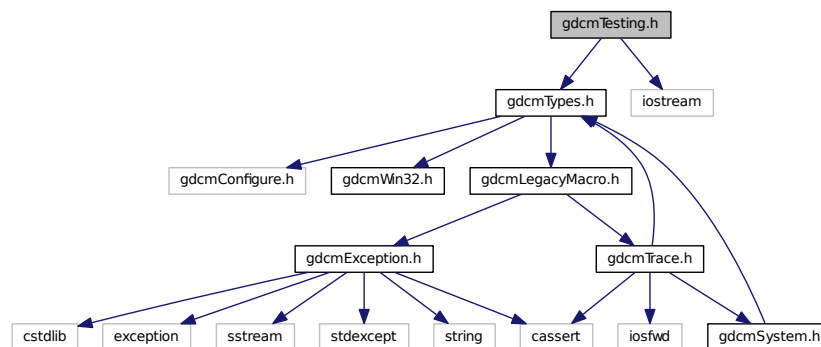 gdcmTesting.h
gdcmTypes.h
iostream
gdcmConfigure.h
gdcmWin32.h
gdcmLegacyMacro.h
gdcmException.h
gdcmTrace.h
cstdlib
exception
sstream
stdexcept
string
cassert
iosfwd
gdcmSystem.h